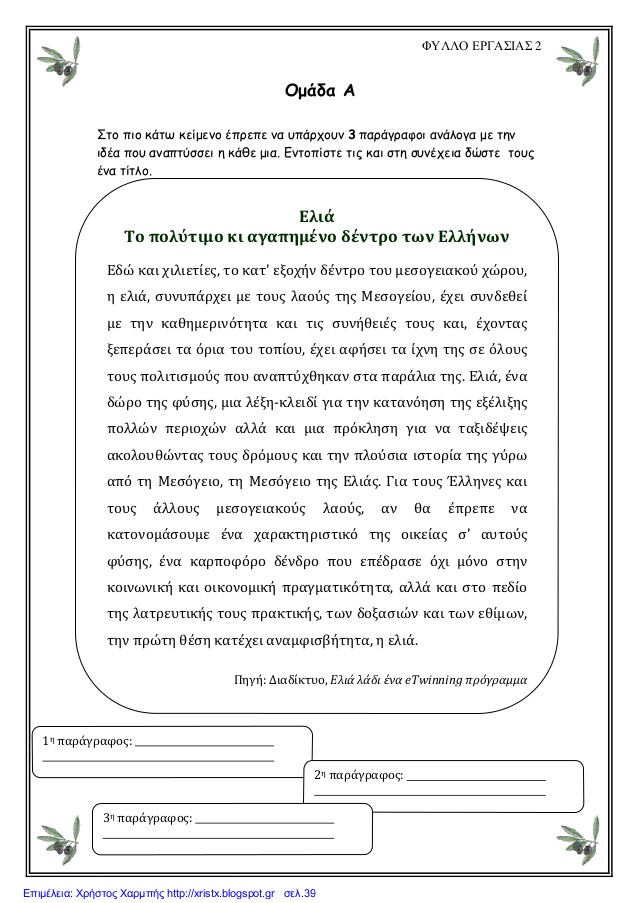 ΦΥΛΛΟ ΕΡΓΑΣΙΑΣ 2
Ομάδα Α
Στο πιο κάτω κείμενο έπρεπε να υπάρχουν 3 παράγραφοι ανάλογα με την
ιδέα που αναπτύσσει η κάθε μια. Εντοπίστε τις και στη συνέχεια δώστε τους
ένα τίτλο.
Ελιά
Το πολύτιμο κι αγαπημένο δέντρο των Ελλήνων
Εδώ και χιλιετίες, το κατ' εξοχήν δέντρο του μεσογειακού χώρου,
η ελιά, συνυπάρχει με τους λαούς της Μεσογείου, έχει συνδεθεί
με την καθημερινότητα και τις συνήθειές τους και, έχοντας
ξεπεράσει τα όρια του τοπίου, έχει αφήσει τα ίχνη της σε όλους
τους πολιτισμούς που αναπτύχθηκαν στα παράλια της. Ελιά, ένα
δώρο της φύσης, μια λέξη-κλειδί για την κατανόηση της εξέλιξης
πολλών περιοχών αλλά και μια πρόκληση για να ταξιδέψεις
ακολουθώντας τους δρόμους και την πλούσια ιστορία της γύρω
από τη Μεσόγειο, τη Μεσόγειο της Ελιάς. Για τους Έλληνες και
τους άλλους μεσογειακούς λαούς, αν θα έπρεπε να
κατονομάσουμε ένα χαρακτηριστικό της οικείας σ' αυτούς
φύσης, ένα καρποφόρο δένδρο που επέδρασε όχι μόνο στην
κοινωνική και οικονομική πραγματικότητα, αλλά και στο πεδίο
της λατρευτικής τους πρακτικής, των δοξασιών και των εθίμων,
την πρώτη θέση κατέχει αναμφισβήτητα, η ελιά.
Πηγή: Διαδίκτυο, Ελιά λάδι ένα eTwinning πρόγραμμα
1η παράγραφος: ______________________
2η παράγραφος: ______________________
3η παράγραφος: ______________________
Επιμέλεια: Χρήστος Χαρμπής http://xristx.blogspot.gr σελ.39